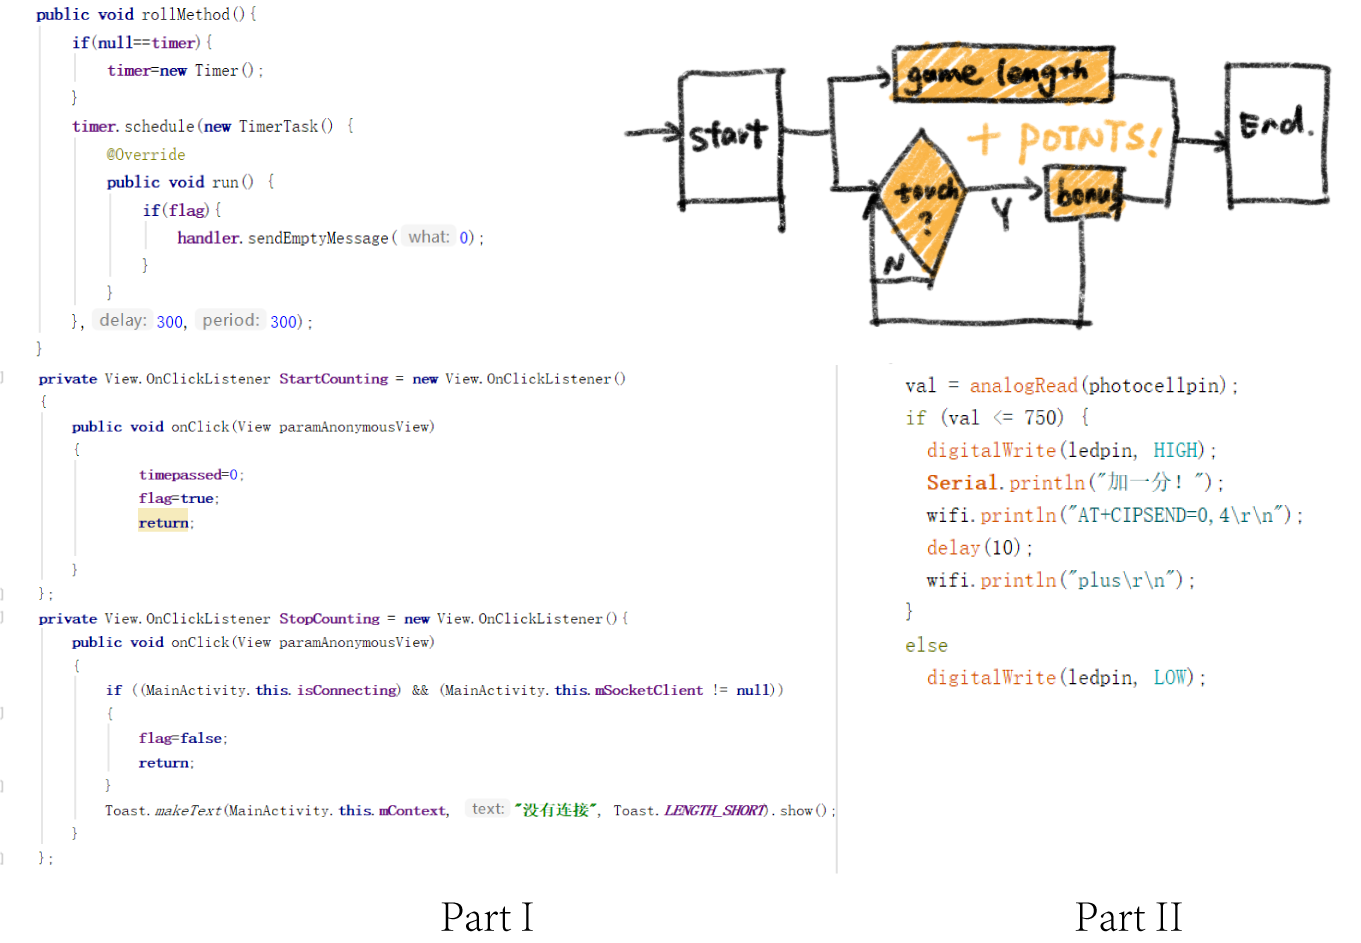 public void rollMethod(){
if(null==timer){
timer=new Timer();
}
timer.schedule(new TimerTask() {
@Override
public void run() {
if(flag){
handler.sendEmptyMessage( what: 0);
}
}
}, delay: 300, period: 300);
}
private View.OnClickListener StartCounting = new View.OnClickListener()
{
public void onClick(View paramAnonymousView)
{
timepassed=0;
flag=true;
return;
}
};
private View.OnClickListener StopCounting = new View.OnClickListener(){
public void onClick(View paramAnonymousView)
{
if ((MainActivity.this.isConnecting) && (MainActivity.this.mSocketClient != null))
{
flag=false;
return;
}
Toast.makeText(MainActivity.this.mContext, text: "没有连接", Toast.LENGTH_SHORT).show();
}
};
Part I
start
game length
+ POINTS!
touch
?
Y
N
bonus
End.
val = analogRead(photocellpin);
if (val <= 750) {
digitalWrite(ledpin, HIGH);
Serial.println("加一分! ");
wifi.println("AT+CIPSEND=0,4\r\n");
delay(10);
wifi.println("plus\r\n");
}
else
digitalWrite(ledpin, LOW);
Part II